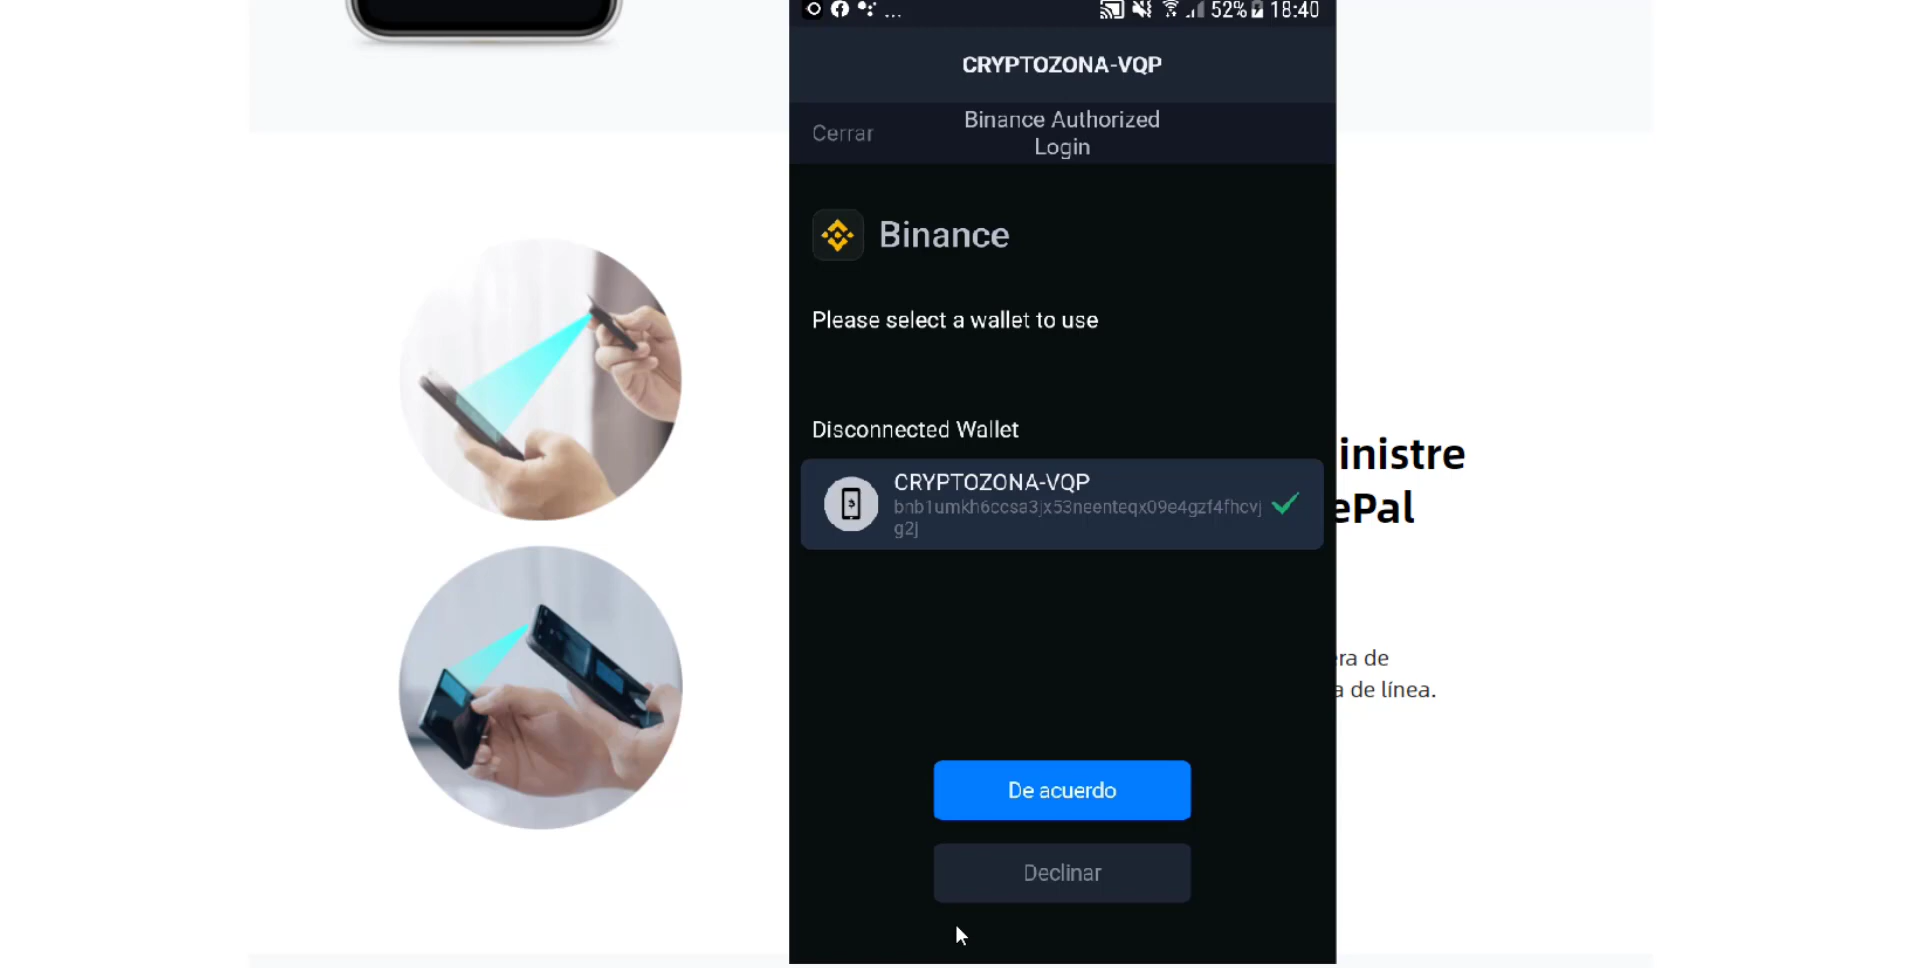 ...
52% 18:40
CRYPTOZONA-VQP
Cerrar
Binance Authorized
Login
Binance
Please select a wallet to use
Disconnected Wallet
CRYPTOZONA-VQP
bnb1umkh6ccsa3jx53neenteqx09e4gzf4fhcvj
g2j
inistre
ePal
era de
a de línea.
De acuerdo
Declinar